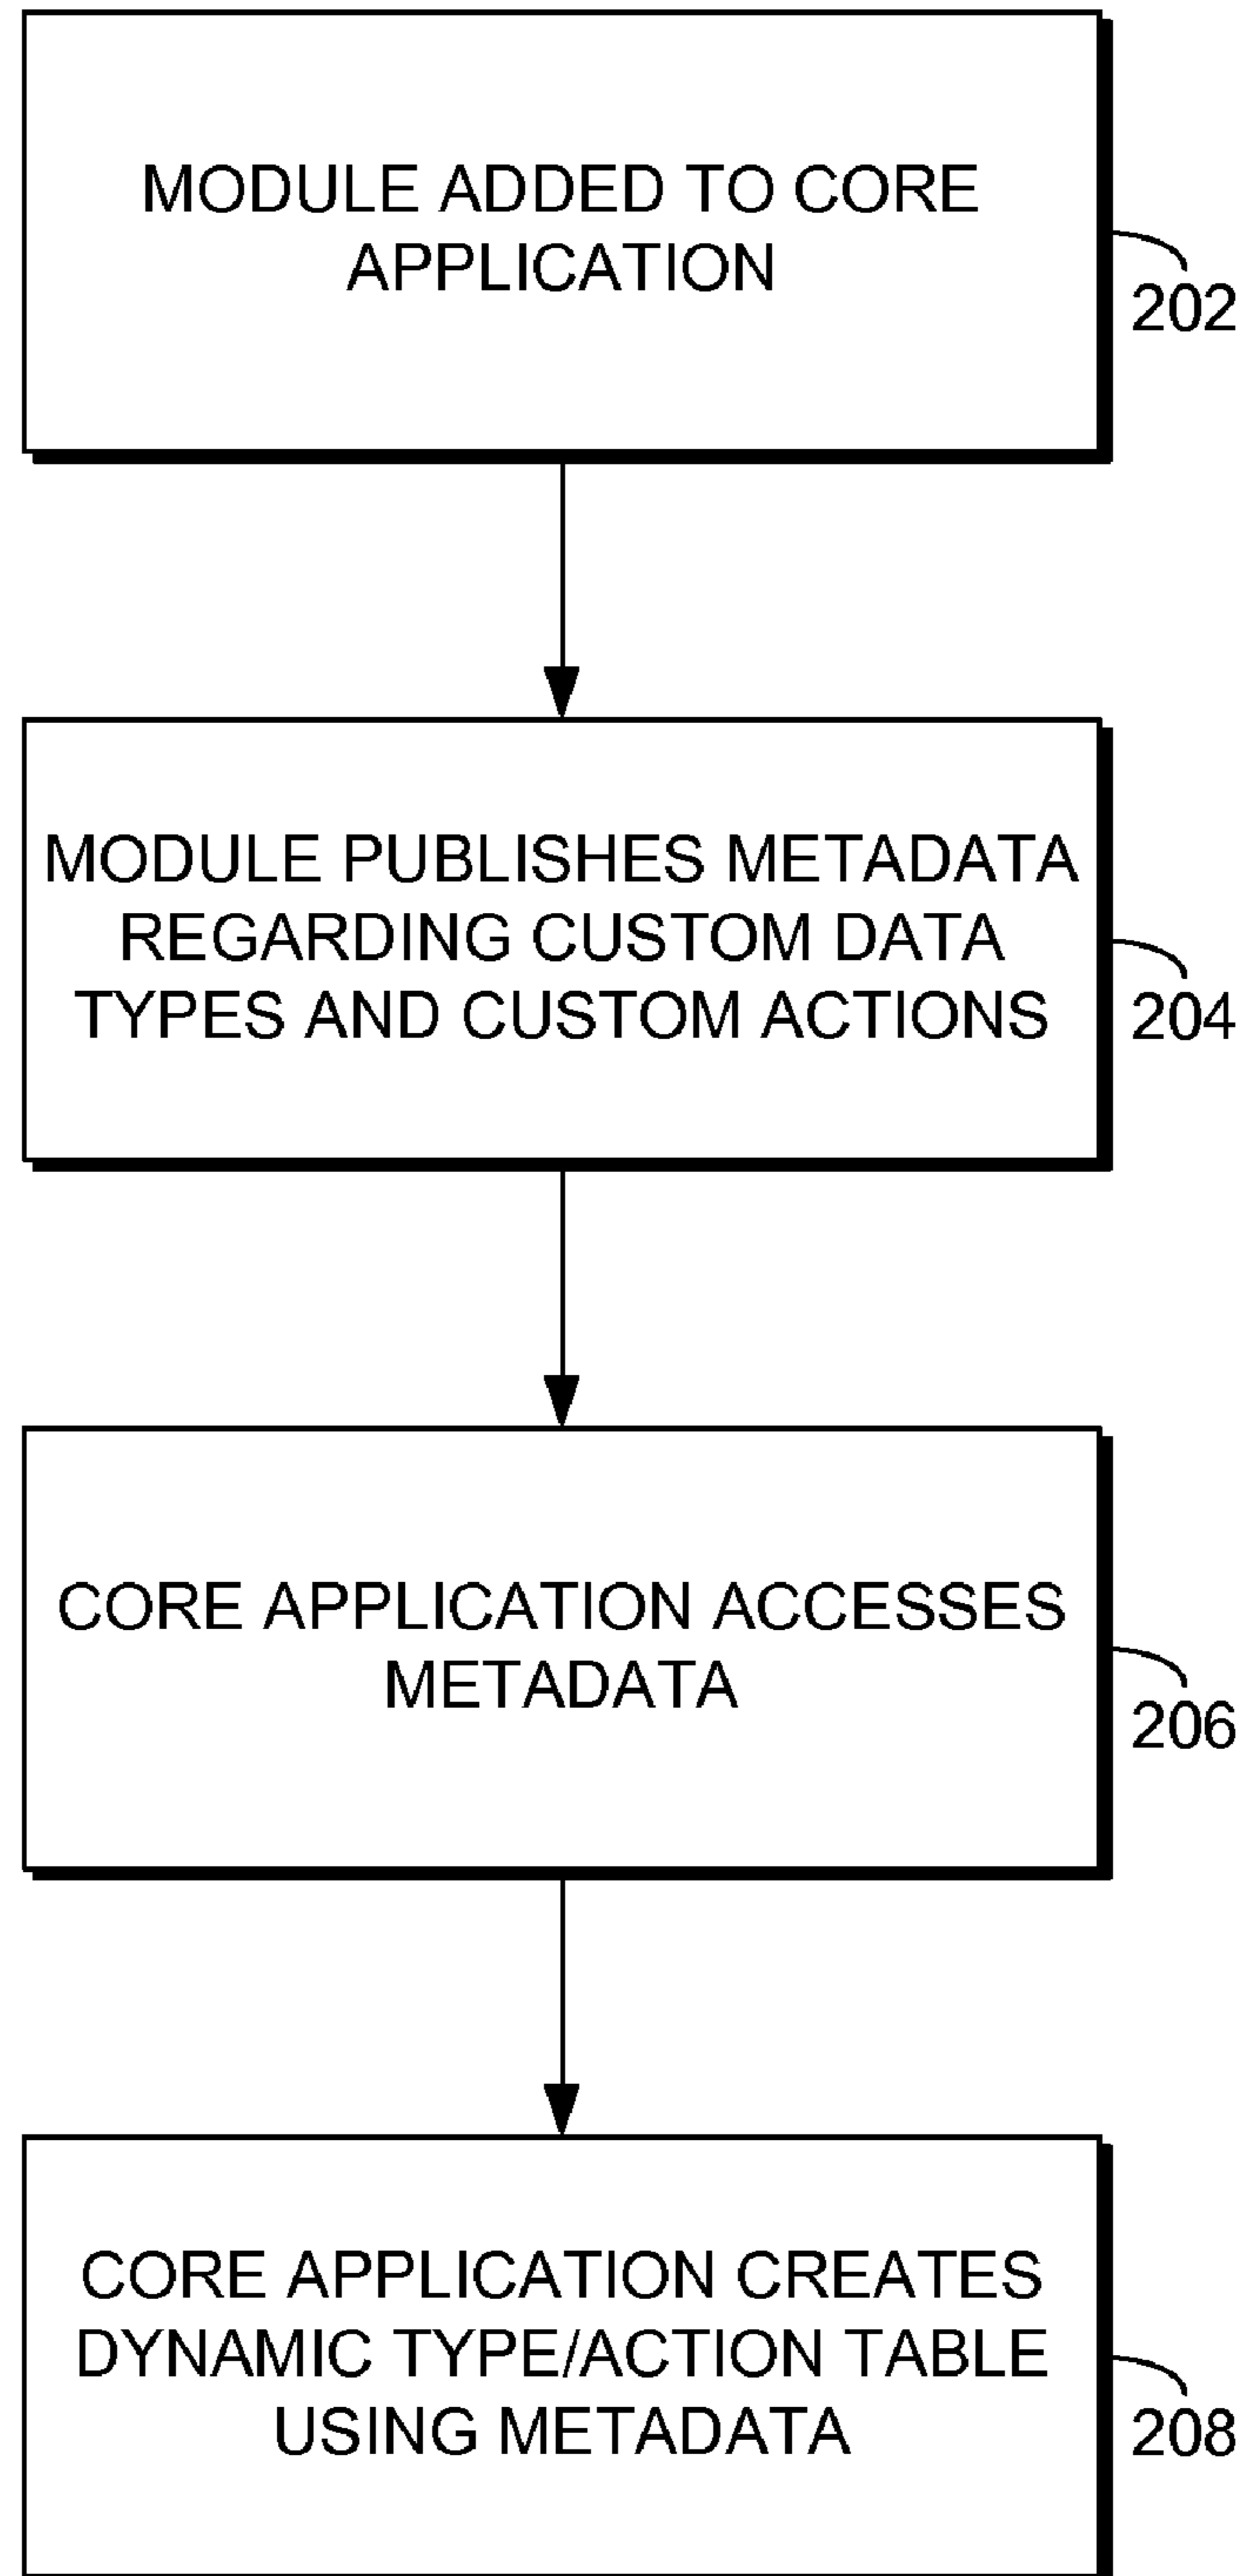 MODULE ADDED TO CORE
APPLICATION
202
MODULE PUBLISHES METADATA
REGARDING CUSTOM DATA
TYPES AND CUSTOM ACTIONS
204
CORE APPLICATION ACCESSES
METADATA
206
CORE APPLICATION CREATES
DYNAMIC TYPE/ACTION TABLE
USING METADATA
208